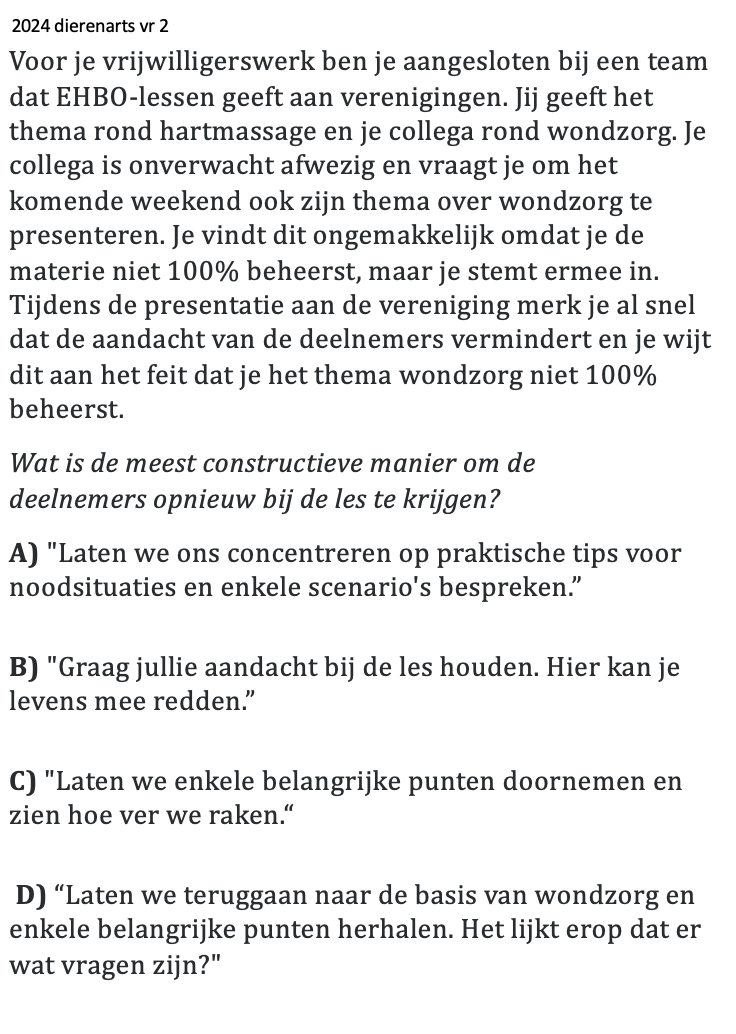 2024 dierenarts vr 2
Voor je vrijwilligerswerk ben je aangesloten bij een team
dat EHBO-lessen geeft aan verenigingen. Jij geeft het
thema rond hartmassage en je collega rond wondzorg. Je
collega is onverwacht afwezig en vraagt je om het
komende weekend ook zijn thema over wondzorg te
presenteren. Je vindt dit ongemakkelijk omdat je de
materie niet 100% beheerst, maar je stemt ermee in.
Tijdens de presentatie aan de vereniging merk je al snel
dat de aandacht van de deelnemers vermindert en je wijt
dit aan het feit dat je het thema wondzorg niet 100%
beheerst.
Wat is de meest constructieve manier om de
deelnemers opnieuw bij de les te krijgen?
A) "Laten we ons concentreren op praktische tips voor
noodsituaties en enkele scenario's bespreken.”
B) "Graag jullie aandacht bij de les houden. Hier kan je
levens mee redden.”
C) "Laten we enkele belangrijke punten doornemen en
zien hoe ver we raken.“
D) “Laten we teruggaan naar de basis van wondzorg en
enkele belangrijke punten herhalen. Het lijkt erop dat er
wat vragen zijn?"